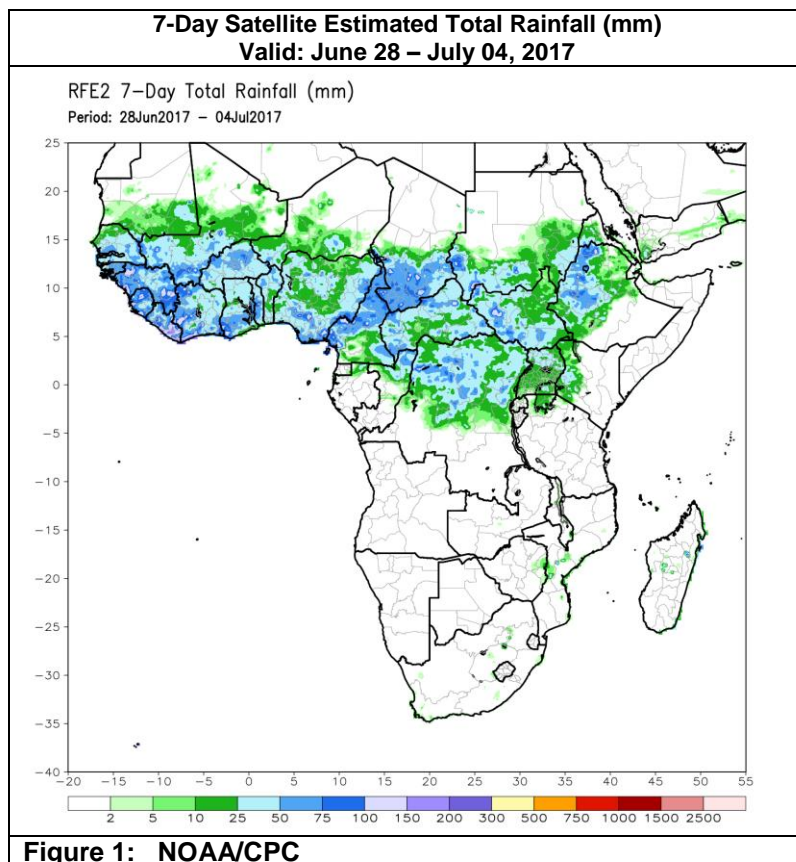 7-Day Satellite Estimated Total Rainfall (mm)
Valid: June 28 – July 04, 2017
RFE2 7-Day Total Rainfall (mm)
Period: 28Jun2017 – 04Jul2017
25
20
15
10
5
0
−5
−10
−15
−20
−25
−30
−35
−40
−20 −15 −10 −5 0 5 10 15 20 25 30 35 40 45 50 55
2 5 10 25 50 75 100 150 200 300 500 750 1000 1500 2500
Figure 1: NOAA/CPC